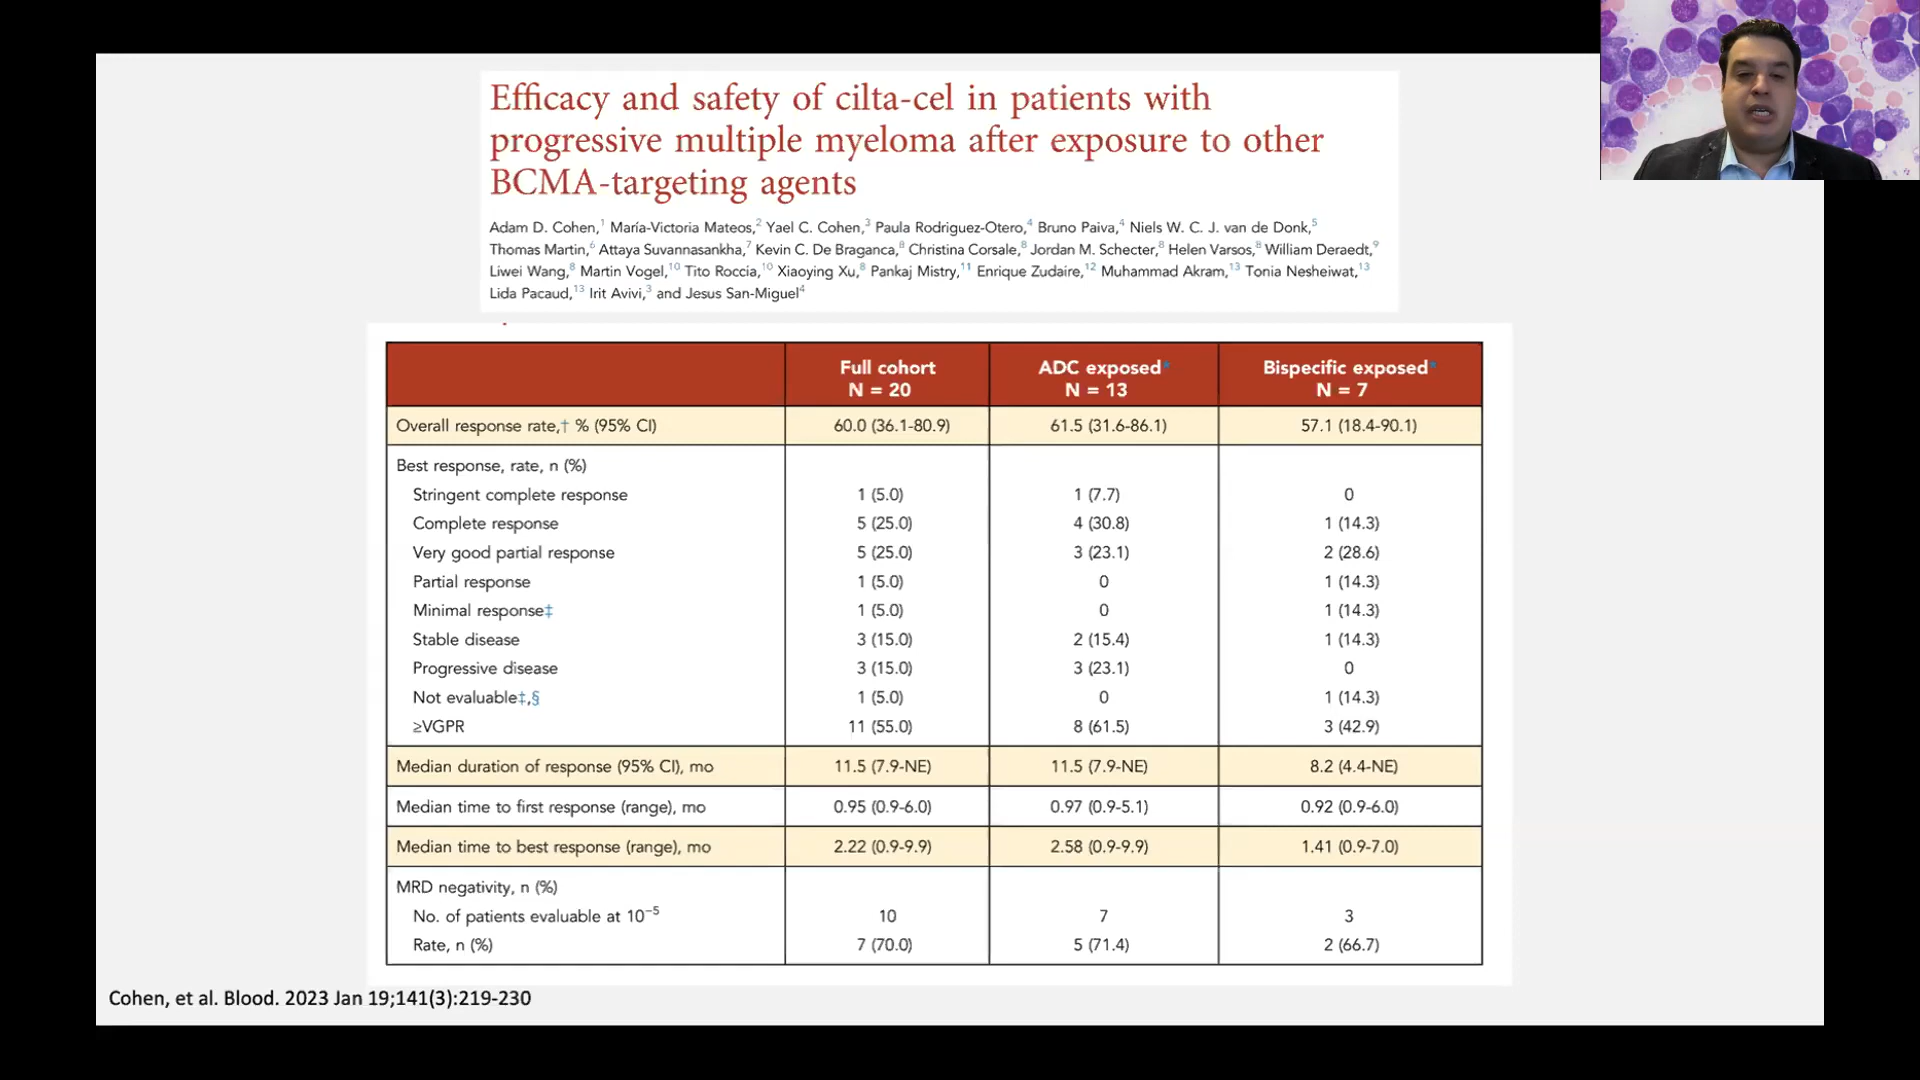 Efficacy and safety of cilta-cel in patients with
progressive multiple myeloma after exposure to other
BCMA-targeting agents
Adam D. Cohen,¹ María-Victoria Mateos,² Yael C. Cohen,³ Paula Rodriguez-Otero,⁴ Bruno Paiva,⁴ Niels W. C. J. van de Donk,⁵
Thomas Martin,⁶ Attaya Suvannasankha,⁷ Kevin C. De Braganca,⁸ Christina Corsale,⁸ Jordan M. Schecter,⁸ Helen Varsos,⁸ William Deraedt,⁹
Liwei Wang,⁸ Martin Vogel,¹⁰ Tito Roccia,¹⁰ Xiaoying Xu,⁸ Pankaj Mistry,¹¹ Enrique Zudaire,¹² Muhammad Akram,¹³ Tonia Nesheiwat,¹³
Lida Pacaud,¹³ Irit Avivi,³ and Jesus San-Miguel⁴
Full cohort N = 20 ADC exposed* N = 13 Bispecific exposed* N = 7
Overall response rate,† % (95% CI) 60.0 (36.1-80.9) 61.5 (31.6-86.1) 57.1 (18.4-90.1)
Best response, rate, n (%)
Stringent complete response 1 (5.0) 1 (7.7) 0
Complete response 5 (25.0) 4 (30.8) 1 (14.3)
Very good partial response 5 (25.0) 3 (23.1) 2 (28.6)
Partial response 1 (5.0) 0 1 (14.3)
Minimal response‡ 1 (5.0) 0 1 (14.3)
Stable disease 3 (15.0) 2 (15.4) 1 (14.3)
Progressive disease 3 (15.0) 3 (23.1) 0
Not evaluable‡,§ 1 (5.0) 0 1 (14.3)
≥VGPR 11 (55.0) 8 (61.5) 3 (42.9)
Median duration of response (95% CI), mo 11.5 (7.9-NE) 11.5 (7.9-NE) 8.2 (4.4-NE)
Median time to first response (range), mo 0.95 (0.9-6.0) 0.97 (0.9-5.1) 0.92 (0.9-6.0)
Median time to best response (range), mo 2.22 (0.9-9.9) 2.58 (0.9-9.9) 1.41 (0.9-7.0)
MRD negativity, n (%)
No. of patients evaluable at 10⁻⁵ 10 7 3
Rate, n (%) 7 (70.0) 5 (71.4) 2 (66.7)
Cohen, et al. Blood. 2023 Jan 19;141(3):219-230